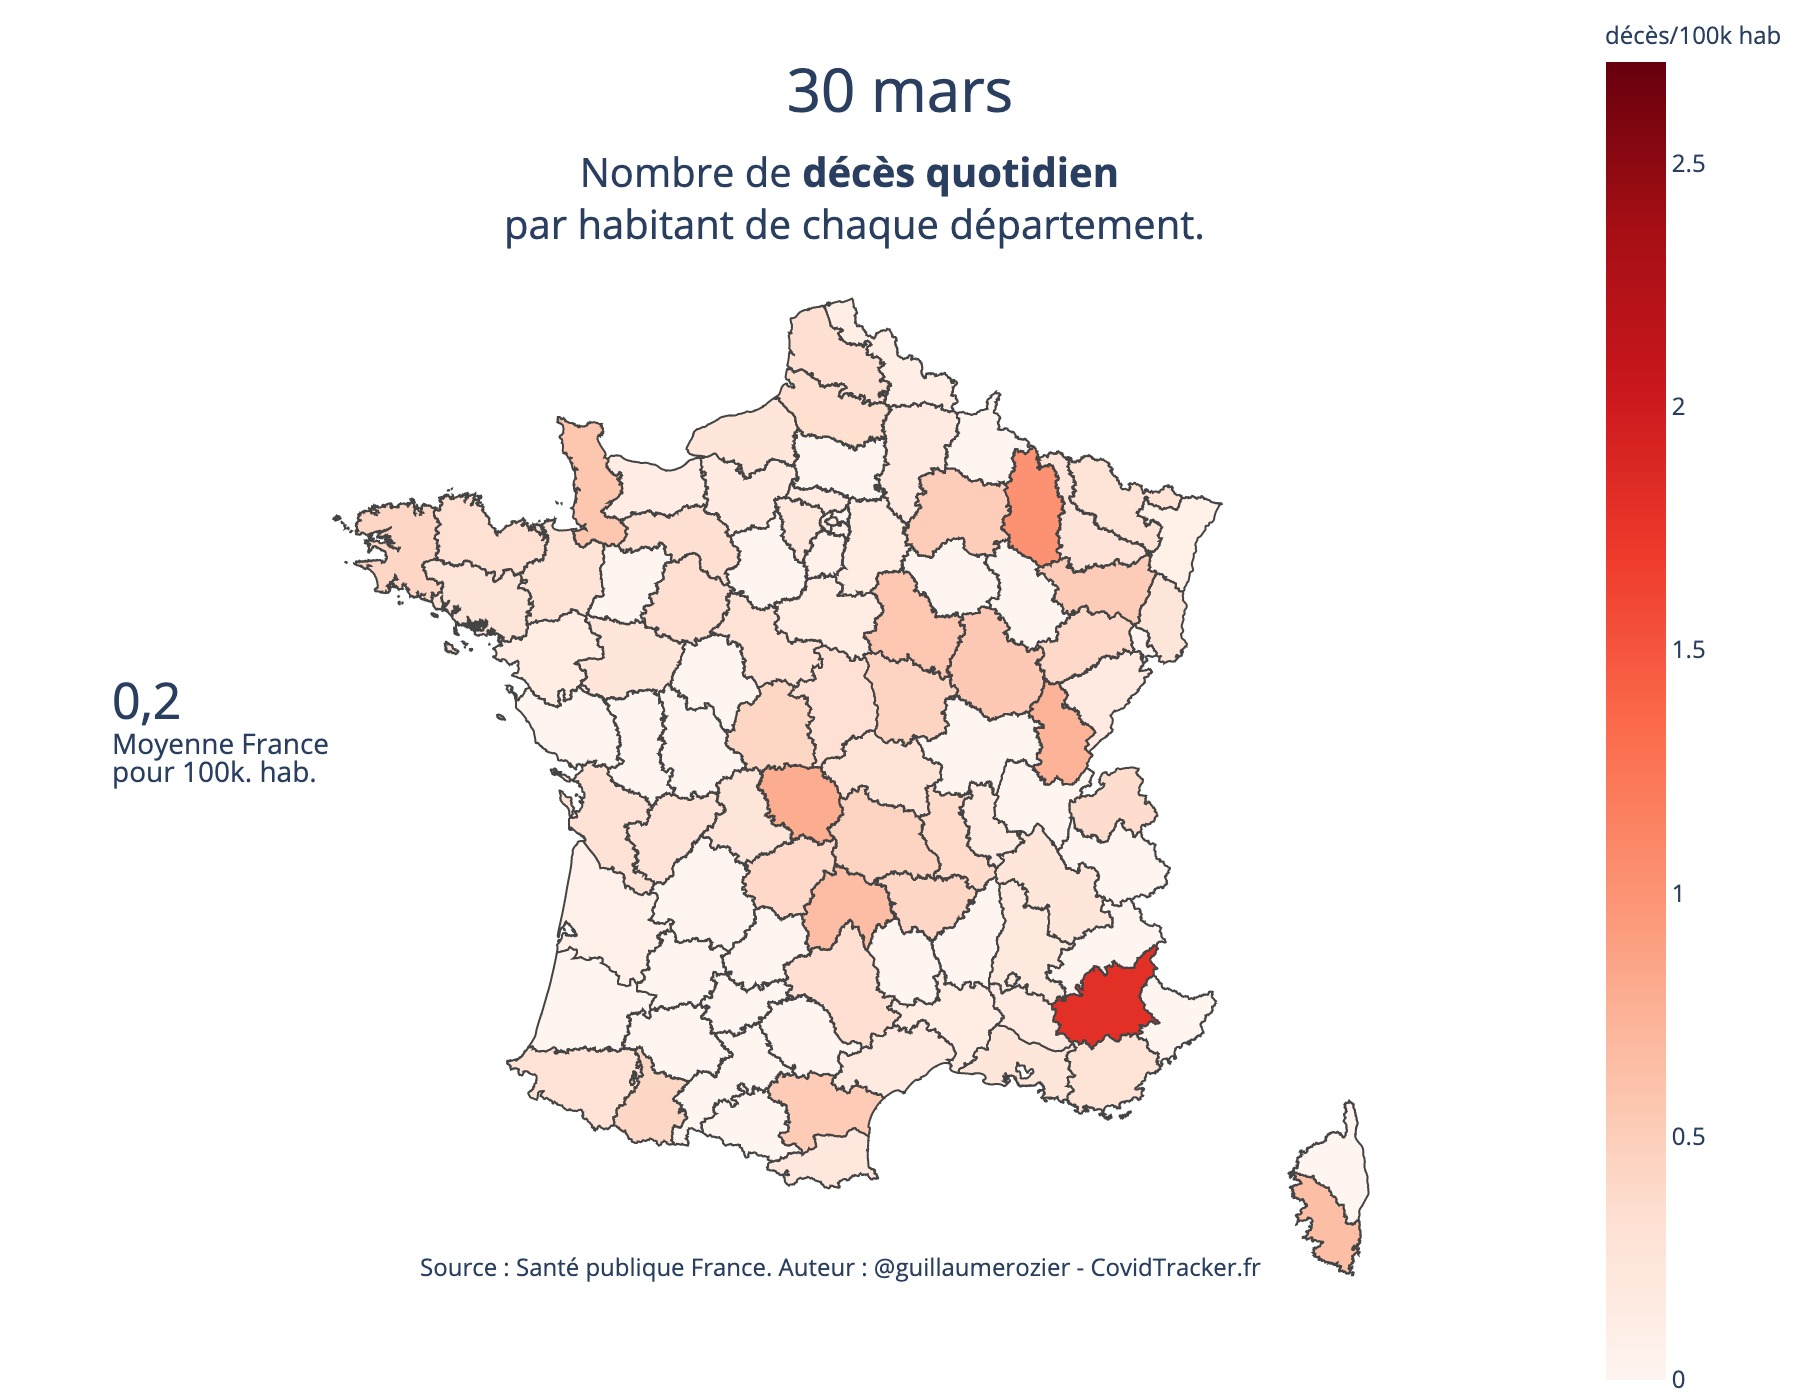 décès/100k hab
30 mars
Nombre de décès quotidien
par habitant de chaque département.
2.5
2
1.5
1
0.5
0
0,2
Moyenne France
pour 100k. hab.
Source : Santé publique France. Auteur : @guillaumerozier - CovidTracker.fr